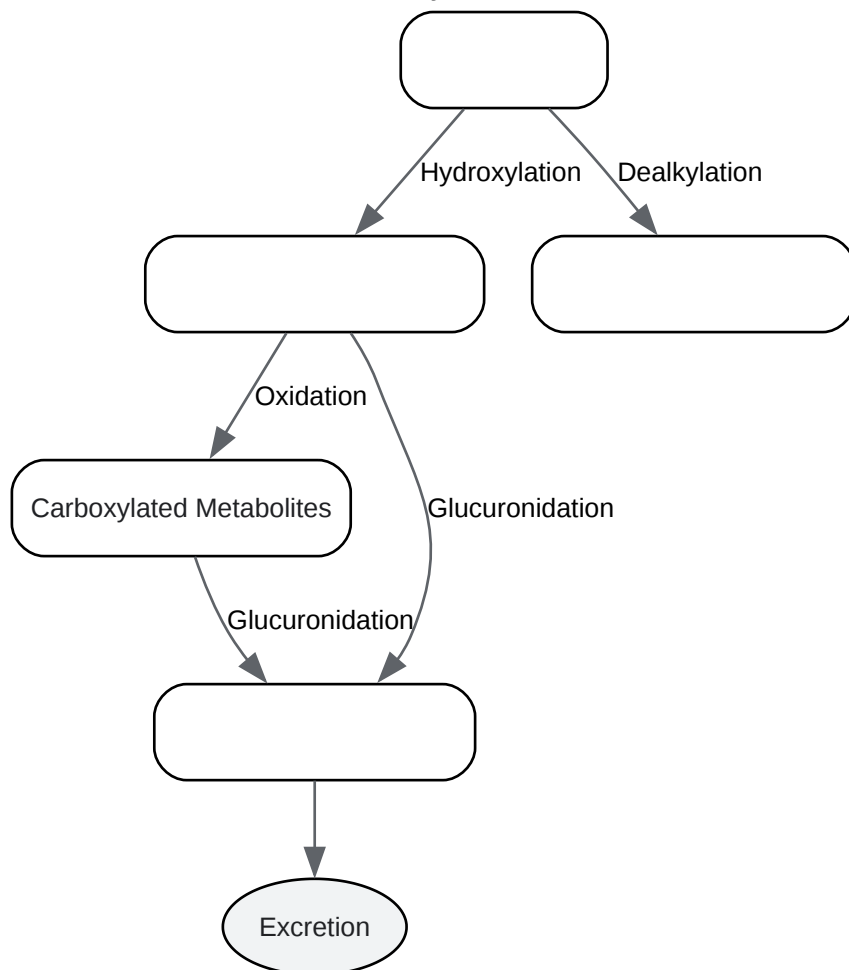 Hydroxylation
Dealkylation
Oxidation
Carboxylated Metabolites
Glucuronidation
Glucuronidation
Excretion